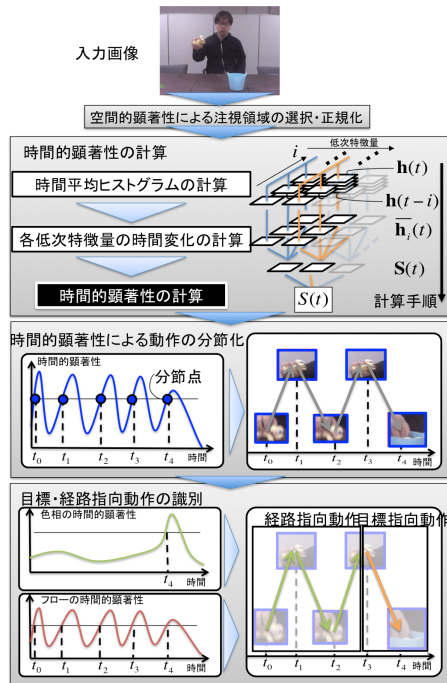 入力画像
空間的顕著性による注視領域の選択・正規化
時間的顕著性の計算
時間平均ヒストグラムの計算
各低次特徴量の時間変化の計算
時間的顕著性の計算
低次特徴量
i
h(t)
h(t − i)
h̅ᵢ(t)
S(t)
S(t)
計算手順
時間的顕著性による動作の分節化
時間的顕著性
分節点
t₀ t₁ t₂ t₃ t₄ 時間
t₀ t₁ t₂ t₃ t₄ 時間
目標・経路指向動作の識別
色相の時間的顕著性
t₄ 時間
フローの時間的顕著性
t₀ t₁ t₂ t₃ t₄ 時間
経路指向動作 目標指向動作
t₀ t₁ t₂ t₃ t₄ 時間